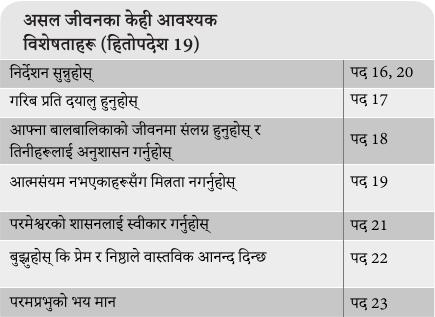 असल जीवनका केही आवश्यक
विशेषताहरू (हितोपदेश 19)
निर्देशन सुन्नुहोस् पद 16, 20
गरिब प्रति दयालु हुनुहोस् पद 17
आफ्ना बालबालिकाको जीवनमा संलग्न हुनुहोस् र
तिनीहरूलाई अनुशासन गर्नुहोस् पद 18
आत्मसंयम नभएकाहरूसँग मित्रता नगर्नुहोस् पद 19
परमेश्वरको शासनलाई स्वीकार गर्नुहोस् पद 21
बुझ्नुहोस् कि प्रेम र निष्ठाले वास्तविक आनन्द दिन्छ पद 22
परमप्रभुको भय मान पद 23